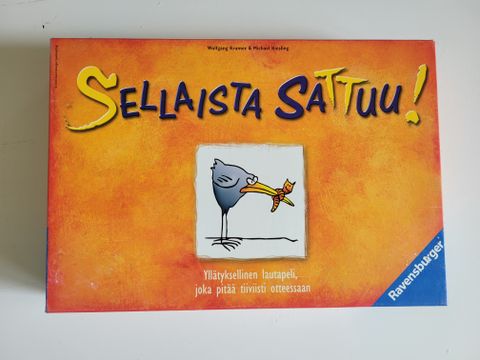 Wolfgang Kramer & Michael Kiesling
SELLAISTA SATTUU!
Yllätyksellinen lautapeli,
joka pitää tiiviisti otteessaan
Ravensburger